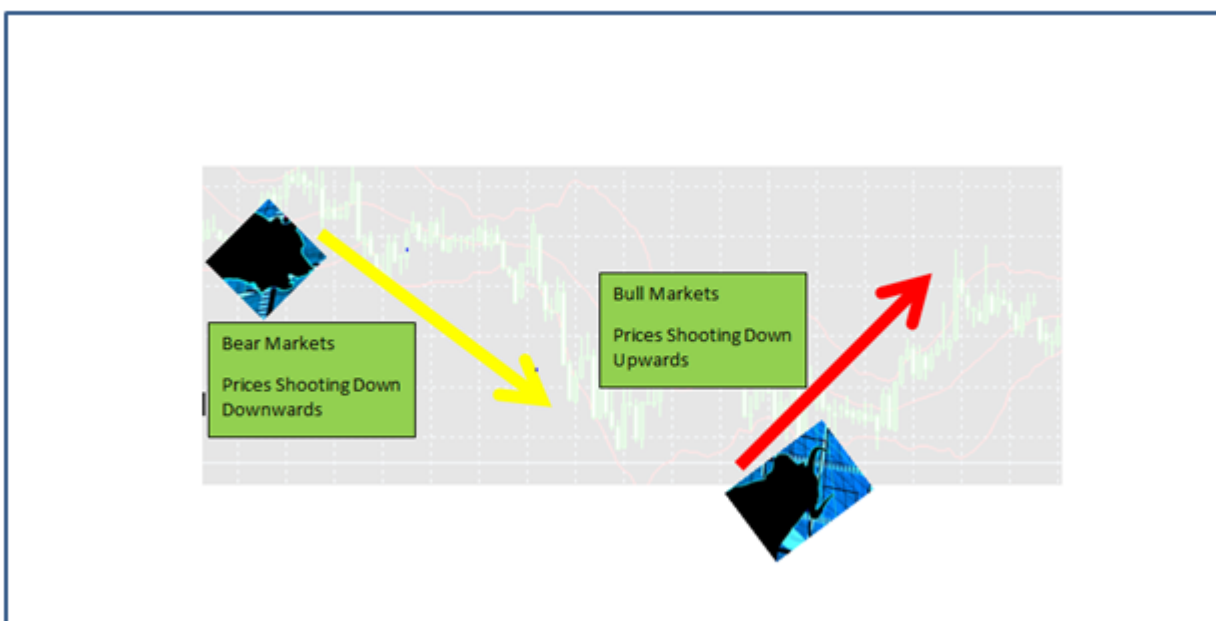 Bear Markets
Prices Shooting Down
Downwards
Bull Markets
Prices Shooting Down
Upwards